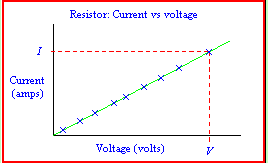 Resistor: Current vs voltage
I
Current
(amps)
Voltage (volts)
V